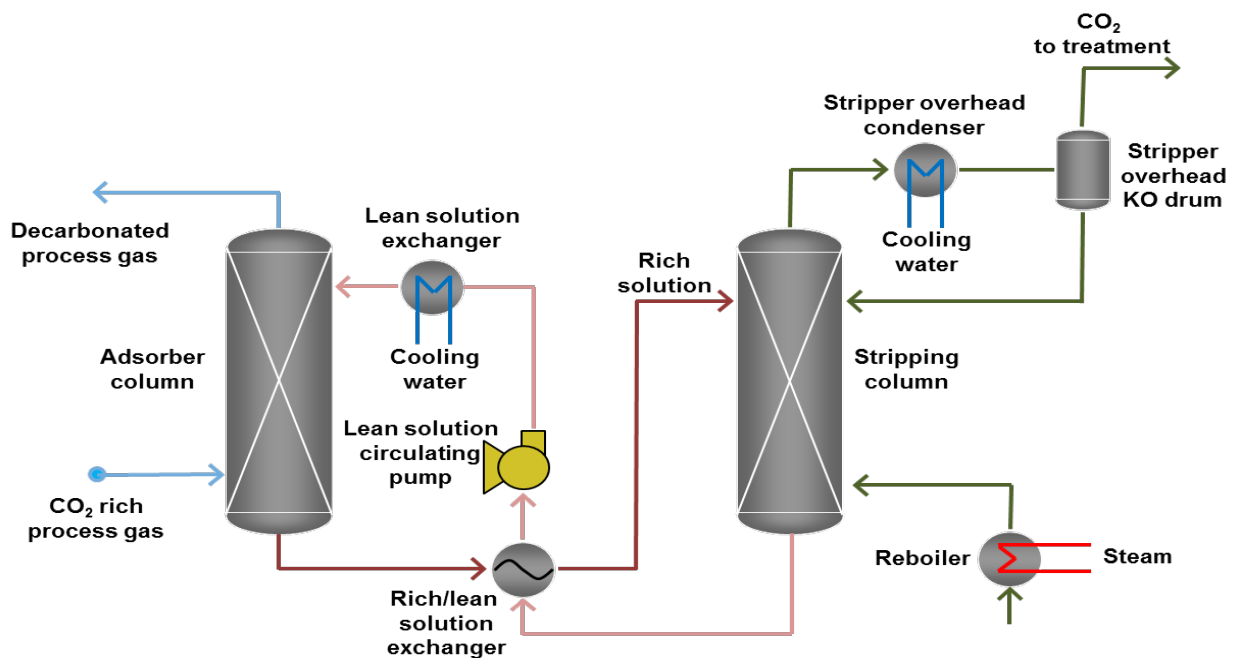 CO₂
to treatment
Stripper overhead
condenser
Stripper
overhead
KO drum
Cooling
water
Decarbonated
process gas
Lean solution
exchanger
Rich
solution
Adsorber
column
Cooling
water
Stripping
column
Lean solution
circulating
pump
CO₂ rich
process gas
Reboiler
Steam
Rich/lean
solution
exchanger